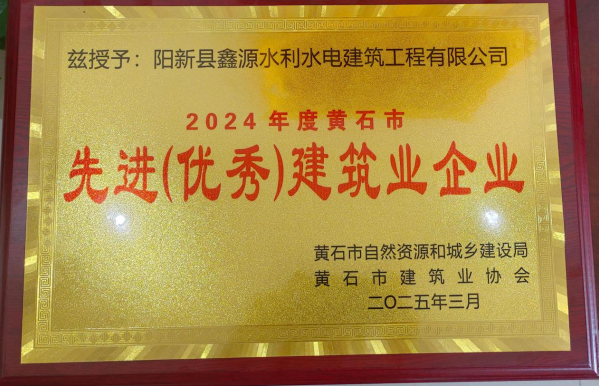 兹授予：阳新县鑫源水利水电建筑工程有限公司
2024年度黄石市
先进(优秀)建筑业企业
黄石市自然资源和城乡建设局
黄石市建筑业协会
二〇二五年三月